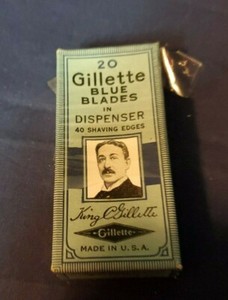 20
Gillette
BLUE
BLADES
IN
DISPENSER
40 SHAVING EDGES
King C Gillette
Gillette
MADE IN U.S.A.